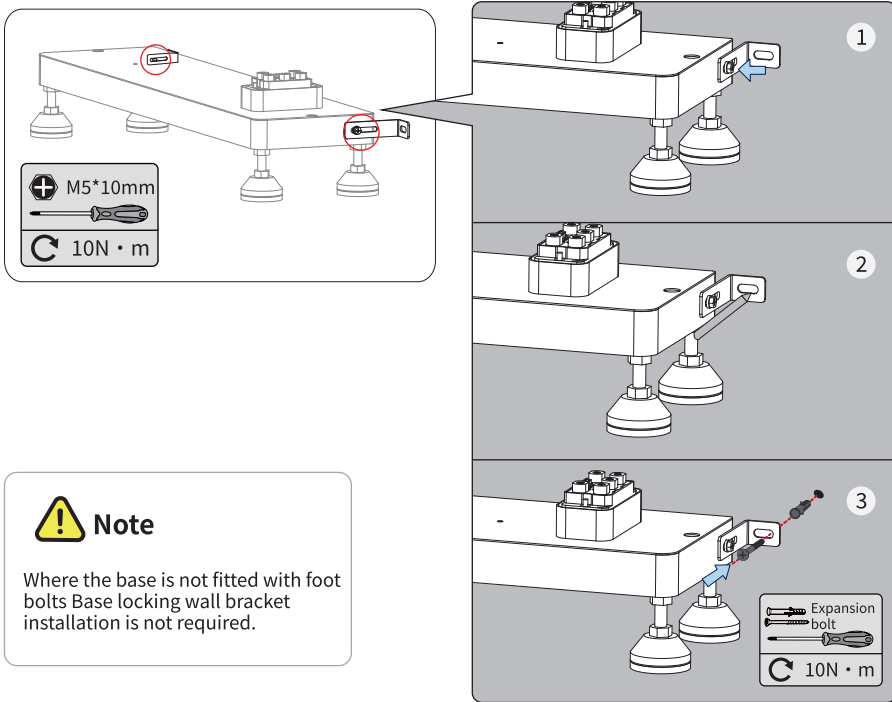 M5*10mm
10N·m
1
2
3
Expansion
bolt
10N·m
Note
Where the base is not fitted with foot
bolts Base locking wall bracket
installation is not required.